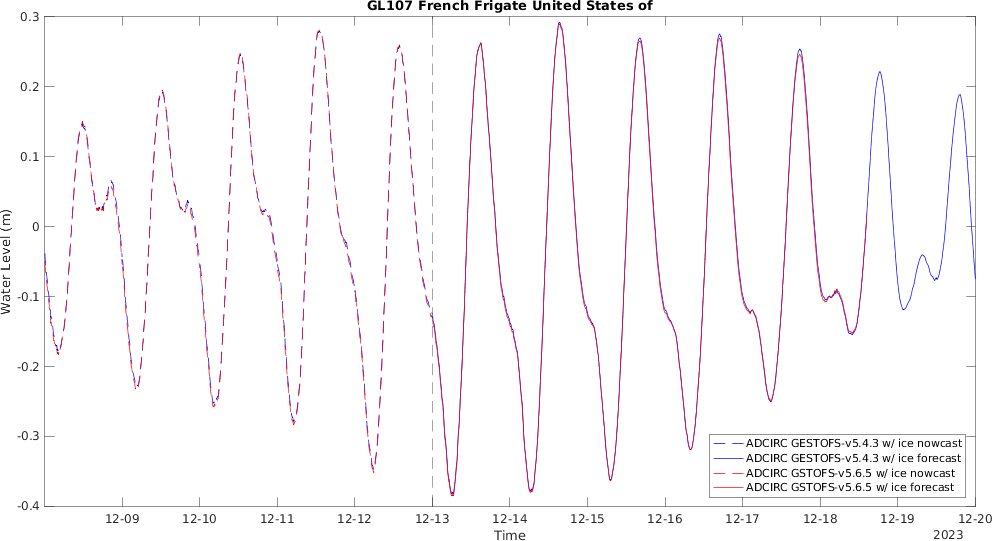 GL107 French Frigate United States of
0.3
0.2
0.1
0
-0.1
-0.2
-0.3
-0.4
Water Level (m)
ADCIRC GESTOFS-v5.4.3 w/ ice nowcast
ADCIRC GESTOFS-v5.4.3 w/ ice forecast
ADCIRC GSTOFS-v5.6.5 w/ ice nowcast
ADCIRC GSTOFS-v5.6.5 w/ ice forecast
12-09 12-10 12-11 12-12 12-13 12-14 12-15 12-16 12-17 12-18 12-19 12-20
Time
2023